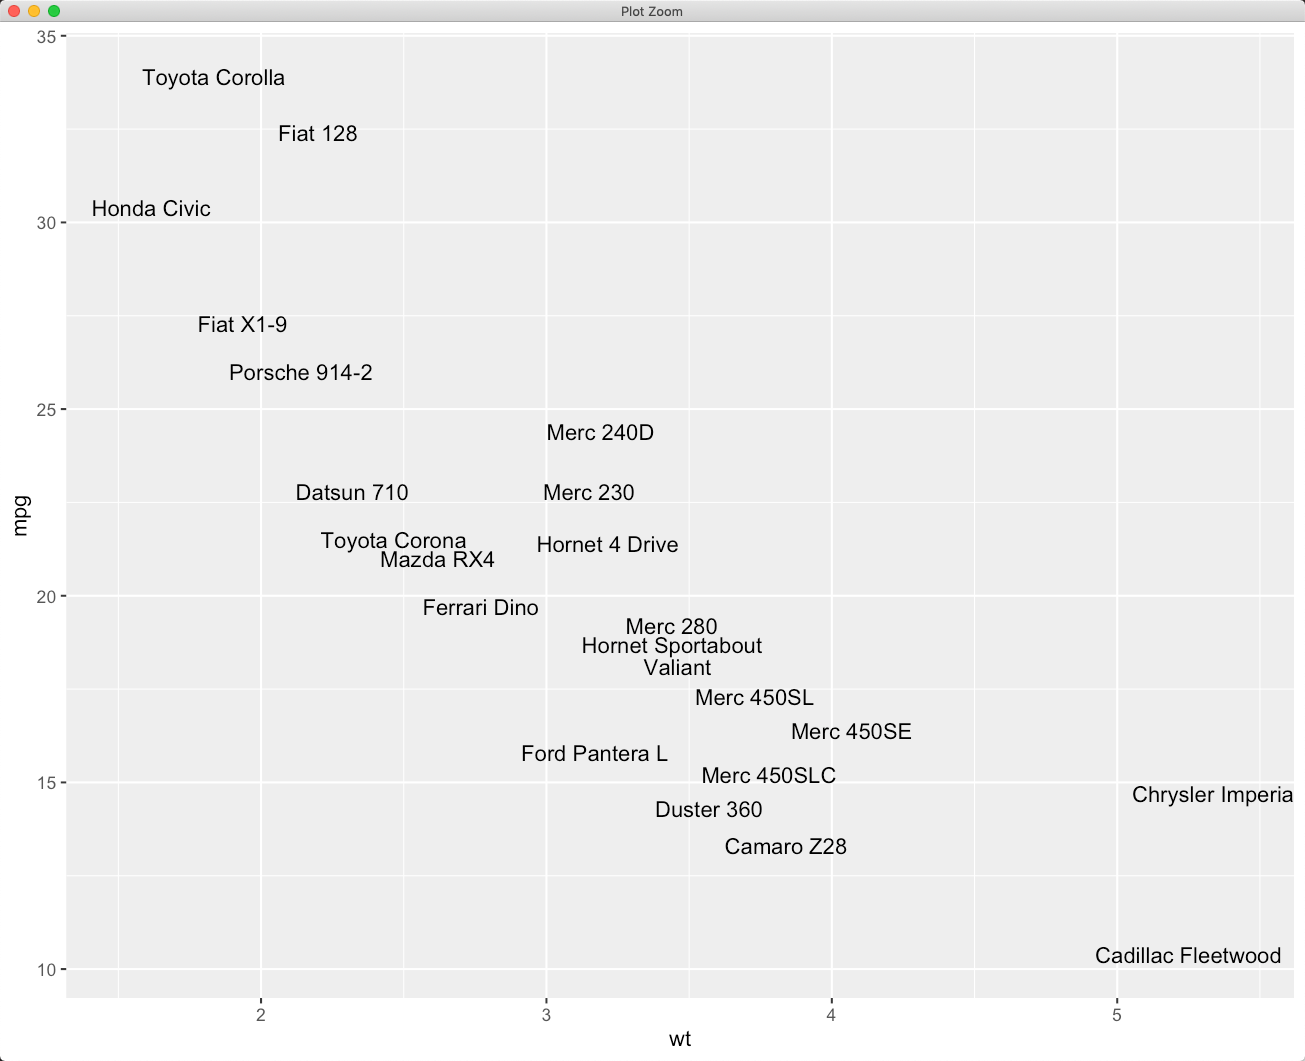 Plot Zoom
35
Toyota Corolla
Fiat 128
Honda Civic
30
Fiat X1-9
Porsche 914-2
25
Merc 240D
Datsun 710
Merc 230
mpg
Toyota Corona
Hornet 4 Drive
Mazda RX4
20
Ferrari Dino
Merc 280
Hornet Sportabout
Valiant
Merc 450SL
Merc 450SE
Ford Pantera L
Merc 450SLC
15
Chrysler Imperia
Duster 360
Camaro Z28
Cadillac Fleetwood
10
2
3
4
5
wt